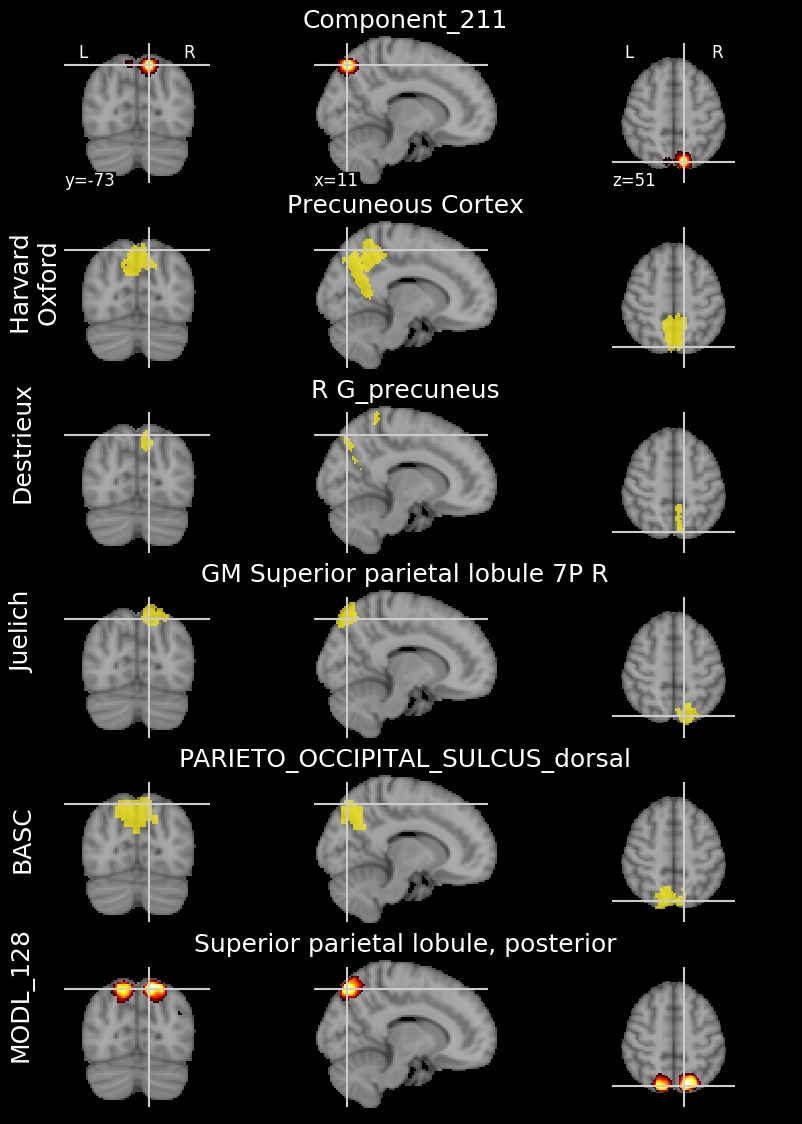 Component_211
L R L R
y=-73 x=11 z=51
Precuneous Cortex
Harvard
Oxford
R G_precuneus
Destrieux
GM Superior parietal lobule 7P R
Juelich
PARIETO_OCCIPITAL_SULCUS_dorsal
BASC
Superior parietal lobule, posterior
MODL_128